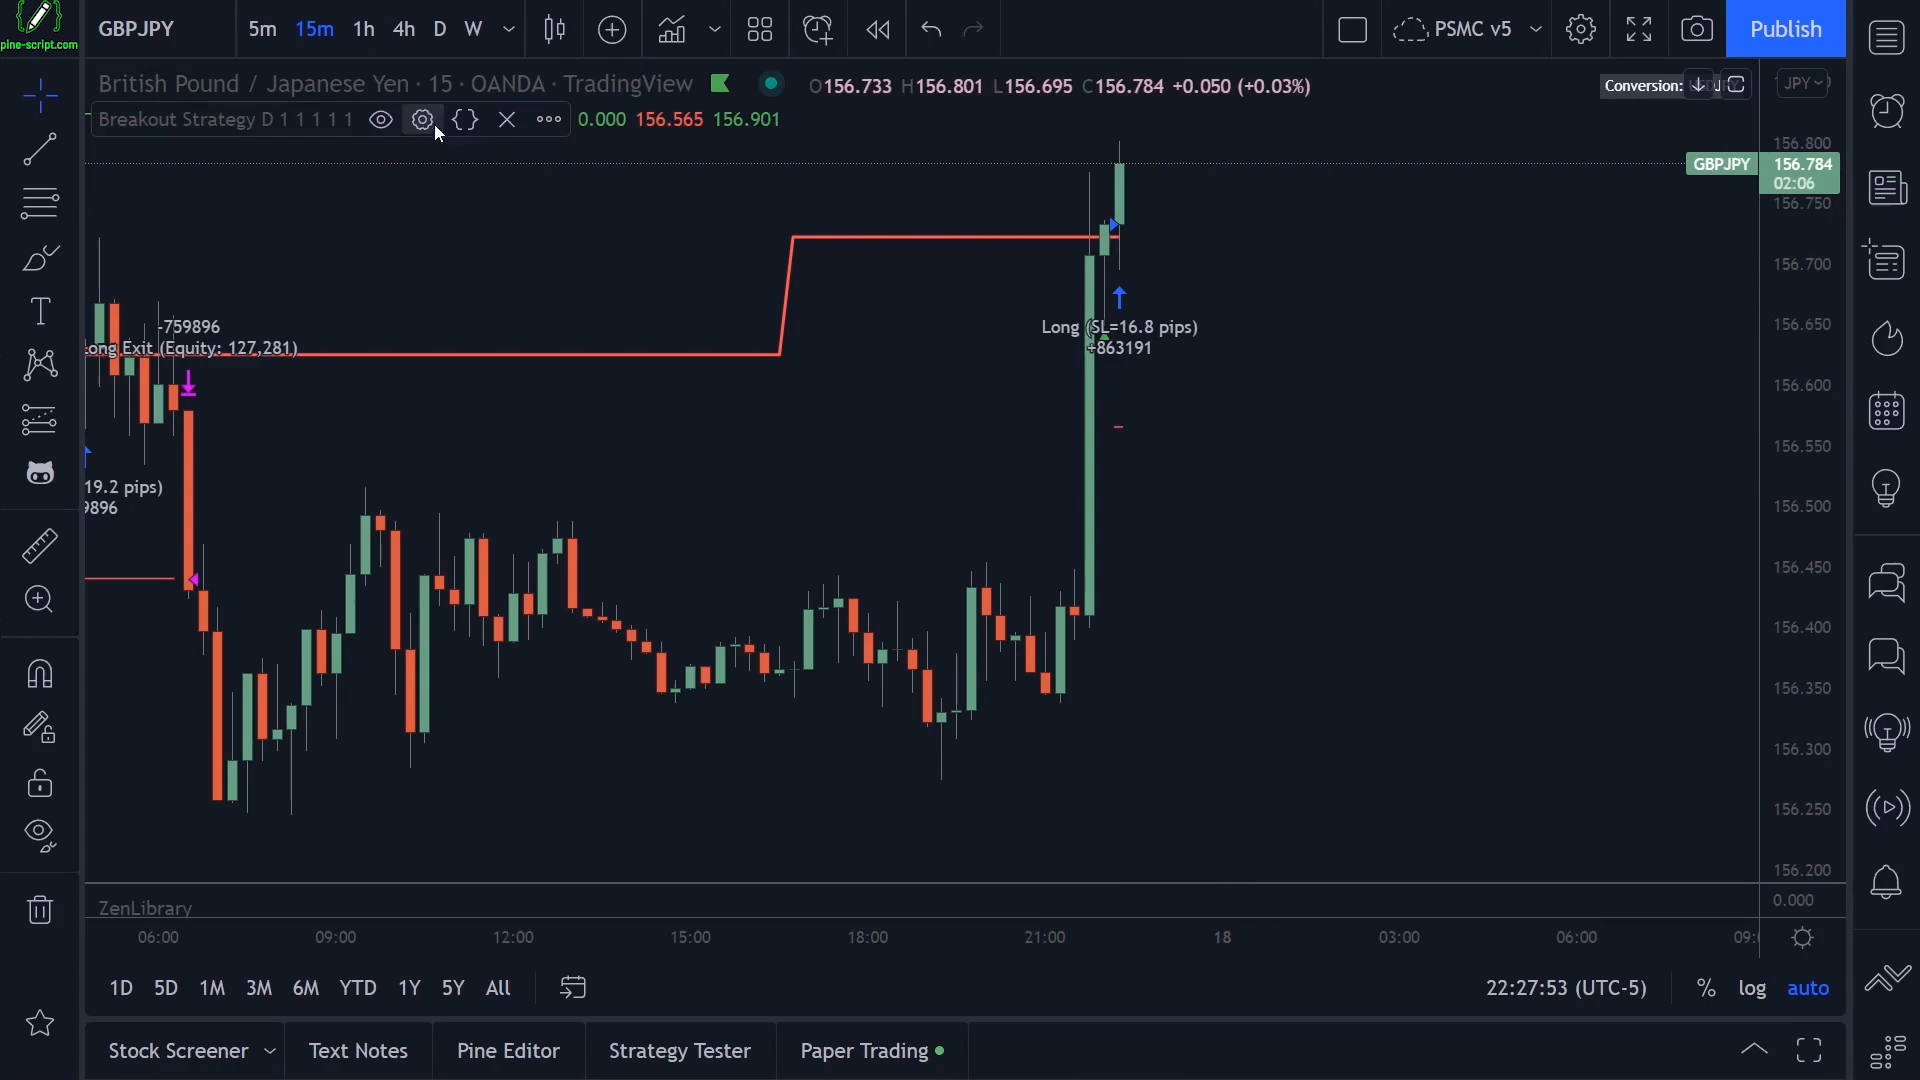 pine-script.com
GBPJPY
5m 15m 1h 4h D W
PSMC v5
Publish
British Pound / Japanese Yen · 15 · OANDA · TradingView
O156.733 H156.801 L156.695 C156.784 +0.050 (+0.03%)
Conversion:
JPY
Breakout Strategy D 1 1 1 1 1
0.000 156.565 156.901
156.800
GBPJPY
156.784
02:06
156.750
156.700
156.650
156.600
156.550
156.500
156.450
156.400
156.350
156.300
156.250
156.200
0.000
-759896
Long Exit (Equity: 127,281)
19.2 pips)
9896
Long (SL=16.8 pips)
+863191
ZenLibrary
06:00 09:00 12:00 15:00 18:00 21:00 18 03:00 06:00 09:
1D 5D 1M 3M 6M YTD 1Y 5Y All
22:27:53 (UTC-5)
% log auto
Stock Screener
Text Notes
Pine Editor
Strategy Tester
Paper Trading